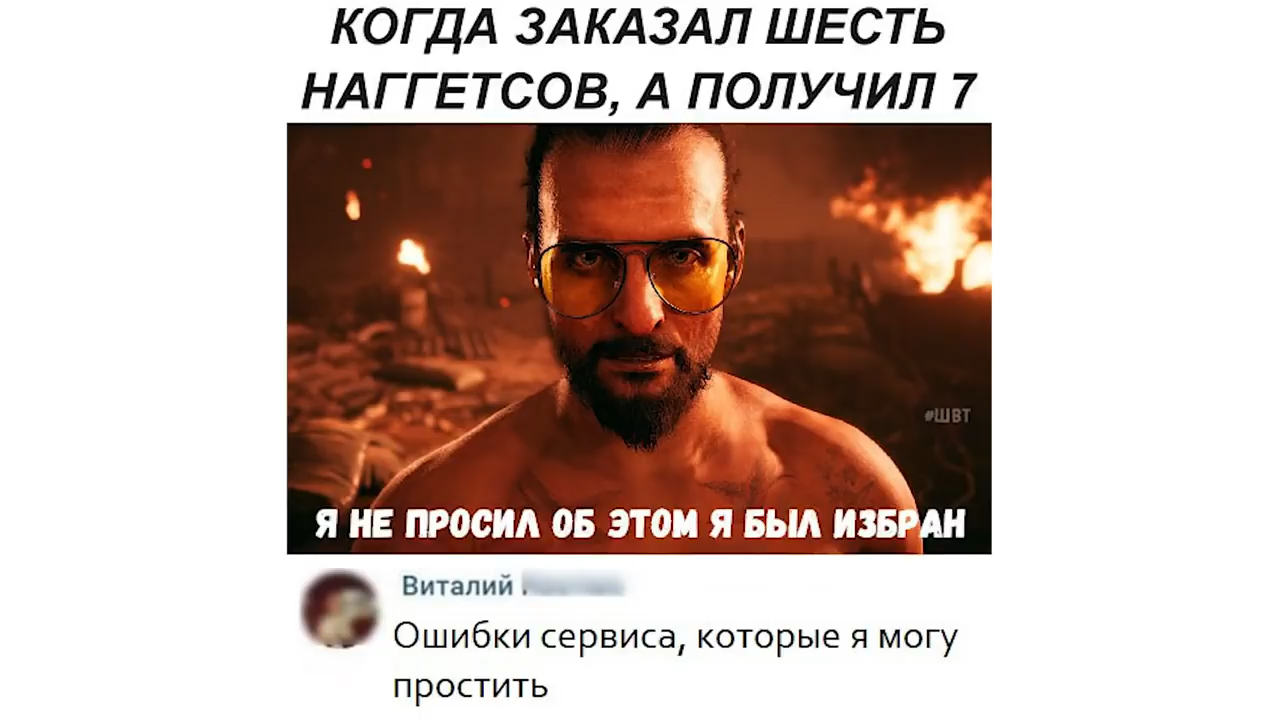 КОГДА ЗАКАЗАЛ ШЕСТЬ
НАГГЕТСОВ, А ПОЛУЧИЛ 7
#ШВТ
Я НЕ ПРОСИЛ ОБ ЭТОМ Я БЫЛ ИЗБРАН
Виталий
Ошибки сервиса, которые я могу
простить